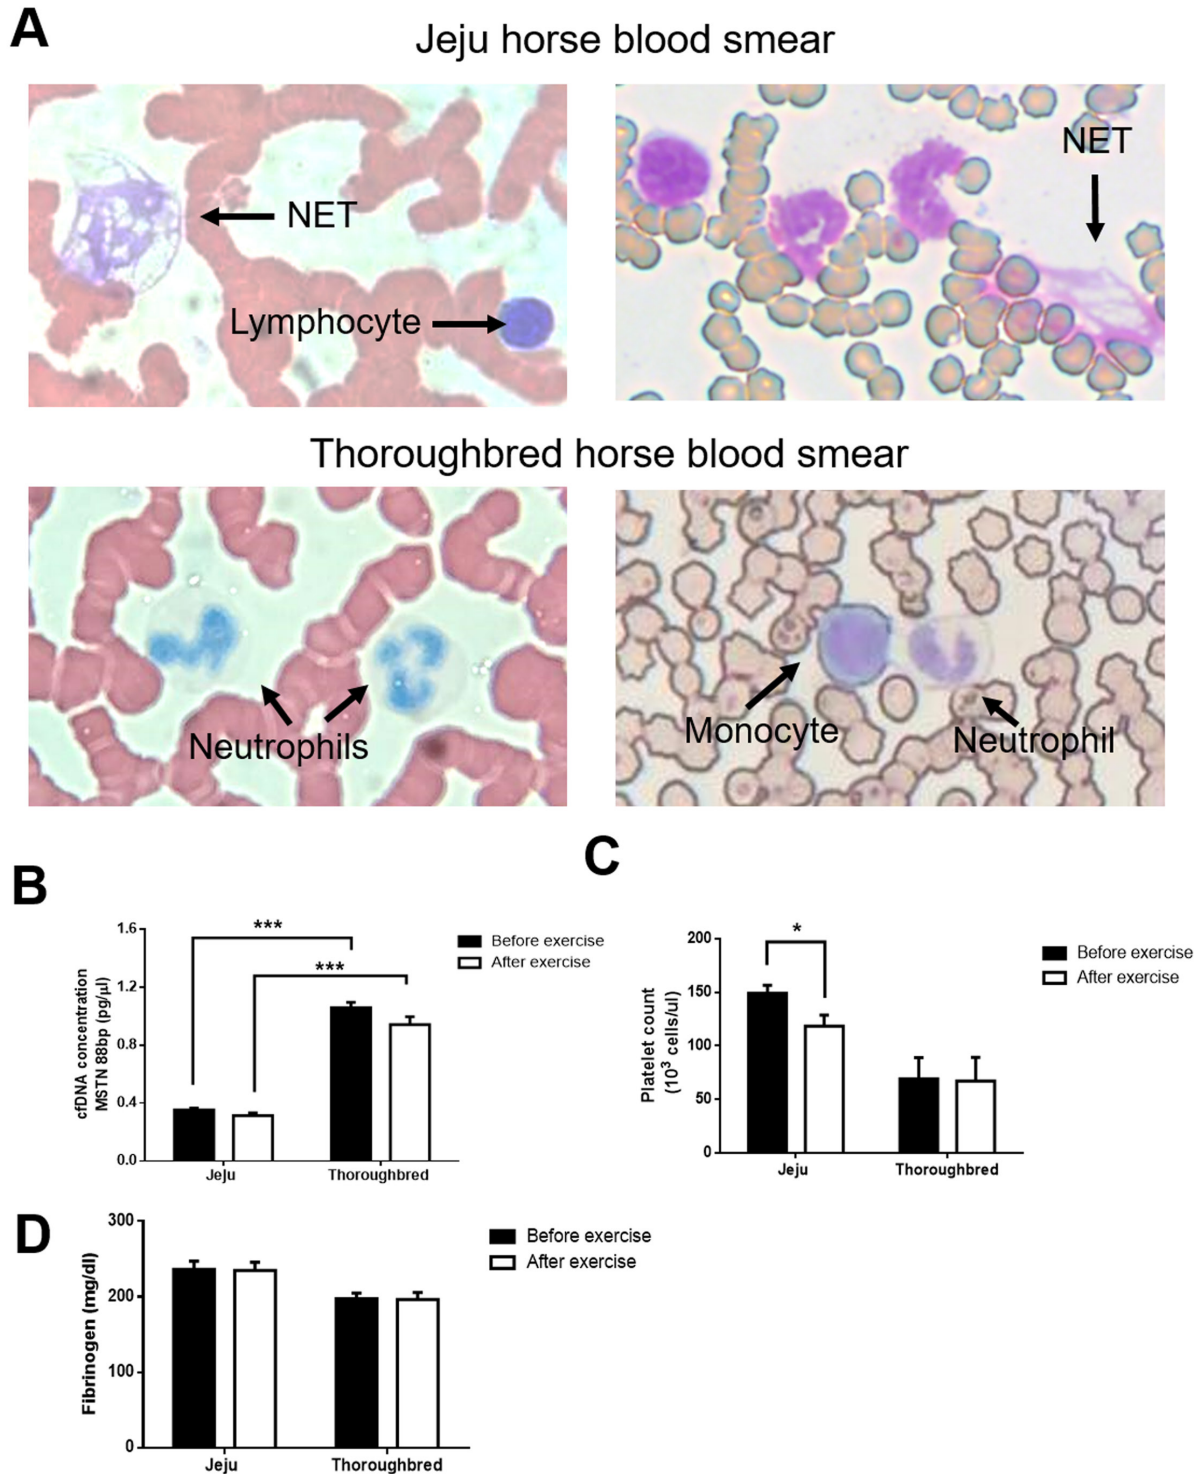 A
Jeju horse blood smear
NET
Lymphocyte
NET
Thoroughbred horse blood smear
Neutrophils
Monocyte
Neutrophil
B
cfDNA concentration
MSTN 88bp (pg/µl)
1.6
1.2
0.8
0.4
0.0
***
***
Before exercise
After exercise
Jeju
Thoroughbred
C
Platelet count
(10³ cells/ul)
200
150
100
50
0
*
Before exercise
After exercise
Jeju
Thoroughbred
D
Fibrinogen (mg/dl)
300
200
100
0
Before exercise
After exercise
Jeju
Thoroughbred